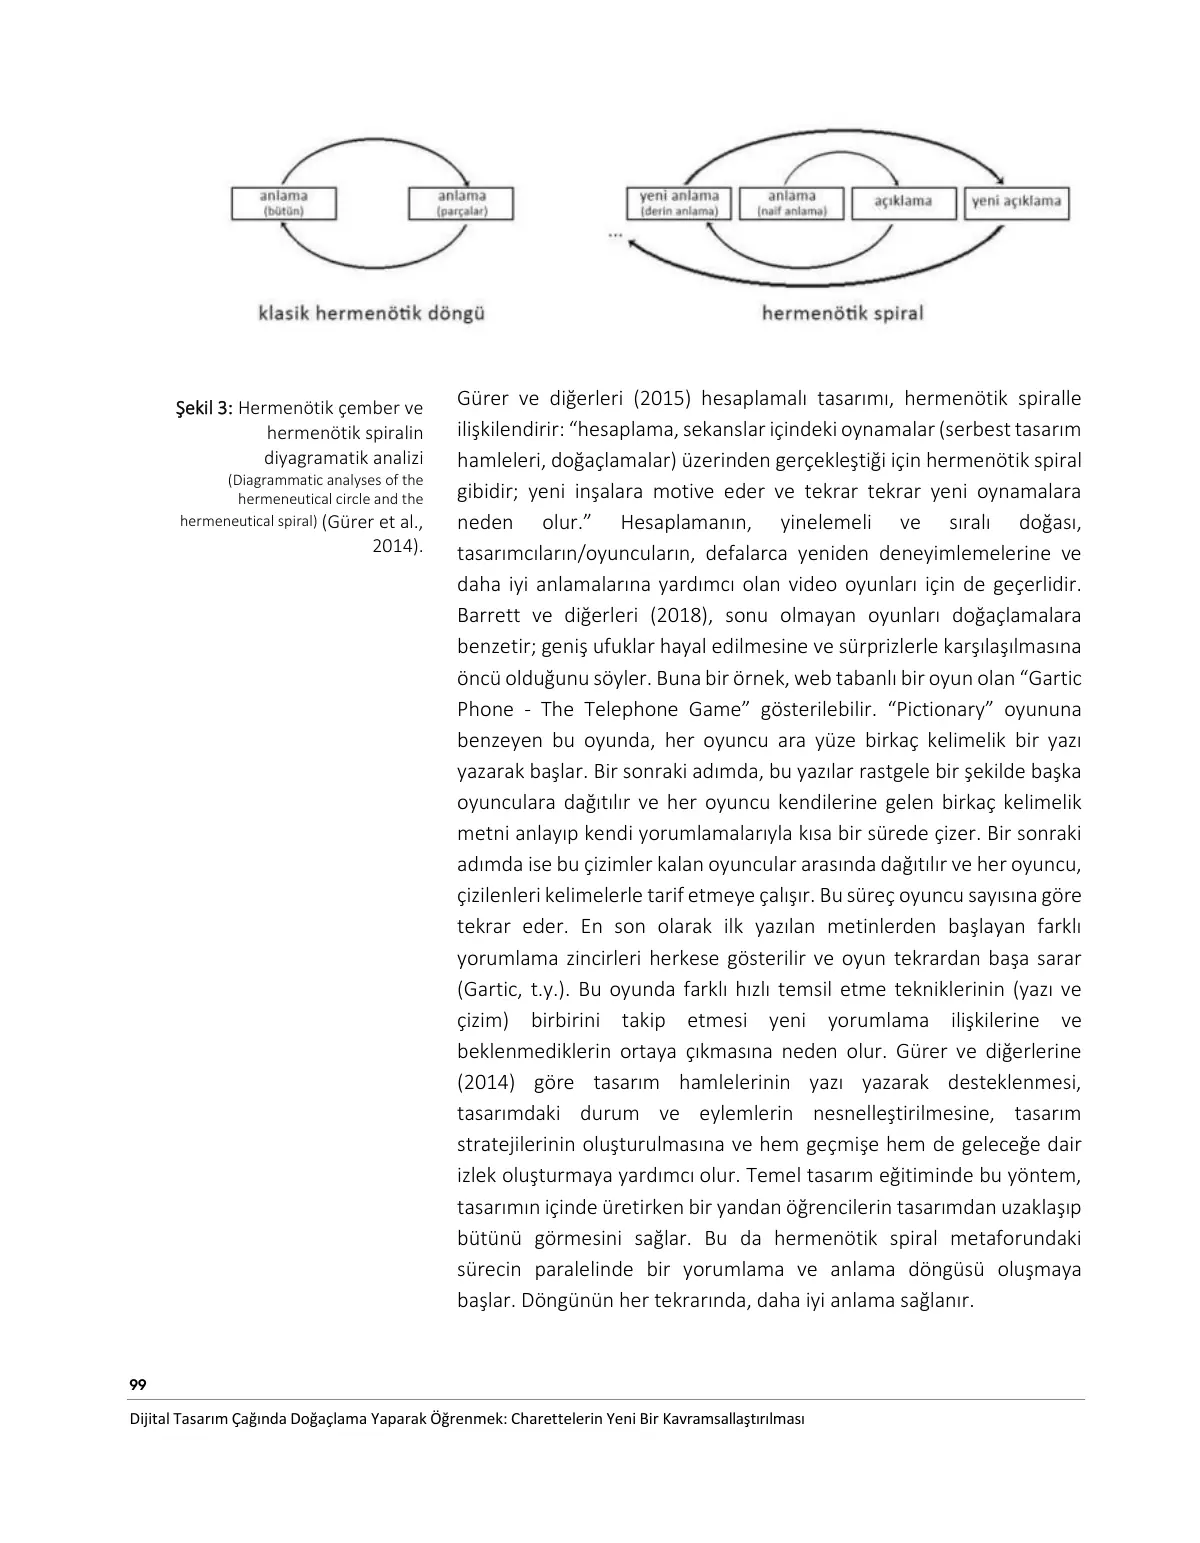 anlama
(bütün)
anlama
(parçalar)
klasik hermenötik döngü
yeni anlama
(derin anlama)
anlama
(naif anlama)
açıklama
yeni açıklama
...
hermenötik spiral
Şekil 3: Hermenötik çember ve
hermenötik spiralin
diyagramatik analizi
(Diagrammatic analyses of the
hermeneutical circle and the
hermeneutical spiral) (Gürer et al.,
2014).
Gürer ve diğerleri (2015) hesaplamalı tasarımı, hermenötik spiralle
ilişkilendirir: “hesaplama, sekanslar içindeki oynamalar (serbest tasarım
hamleleri, doğaçlamalar) üzerinden gerçekleştiği için hermenötik spiral
gibidir; yeni inşalara motive eder ve tekrar tekrar yeni oynamalara
neden olur.” Hesaplamanın, yinelemeli ve sıralı doğası,
tasarımcıların/oyuncuların, defalarca yeniden deneyimlemelerine ve
daha iyi anlamalarına yardımcı olan video oyunları için de geçerlidir.
Barrett ve diğerleri (2018), sonu olmayan oyunları doğaçlamalara
benzetir; geniş ufuklar hayal edilmesine ve sürprizlerle karşılaşılmasına
öncü olduğunu söyler. Buna bir örnek, web tabanlı bir oyun olan “Gartic
Phone - The Telephone Game” gösterilebilir. “Pictionary” oyununa
benzeyen bu oyunda, her oyuncu ara yüze birkaç kelimelik bir yazı
yazarak başlar. Bir sonraki adımda, bu yazılar rastgele bir şekilde başka
oyunculara dağıtılır ve her oyuncu kendilerine gelen birkaç kelimelik
metni anlayıp kendi yorumlamalarıyla kısa bir sürede çizer. Bir sonraki
adımda ise bu çizimler kalan oyuncular arasında dağıtılır ve her oyuncu,
çizilenleri kelimelerle tarif etmeye çalışır. Bu süreç oyuncu sayısına göre
tekrar eder. En son olarak ilk yazılan metinlerden başlayan farklı
yorumlama zincirleri herkese gösterilir ve oyun tekrardan başa sarar
(Gartic, t.y.). Bu oyunda farklı hızlı temsil etme tekniklerinin (yazı ve
çizim) birbirini takip etmesi yeni yorumlama ilişkilerine ve
beklenmediklerin ortaya çıkmasına neden olur. Gürer ve diğerlerine
(2014) göre tasarım hamlelerinin yazı yazarak desteklenmesi,
tasarımdaki durum ve eylemlerin nesnelleştirilmesine, tasarım
stratejilerinin oluşturulmasına ve hem geçmişe hem de geleceğe dair
izlek oluşturmaya yardımcı olur. Temel tasarım eğitiminde bu yöntem,
tasarımın içinde üretirken bir yandan öğrencilerin tasarımdan uzaklaşıp
bütünü görmesini sağlar. Bu da hermenötik spiral metaforundaki
sürecin paralelinde bir yorumlama ve anlama döngüsü oluşmaya
başlar. Döngünün her tekrarında, daha iyi anlama sağlanır.
99
Dijital Tasarım Çağında Doğaçlama Yaparak Öğrenmek: Charettelerin Yeni Bir Kavramsallaştırılması